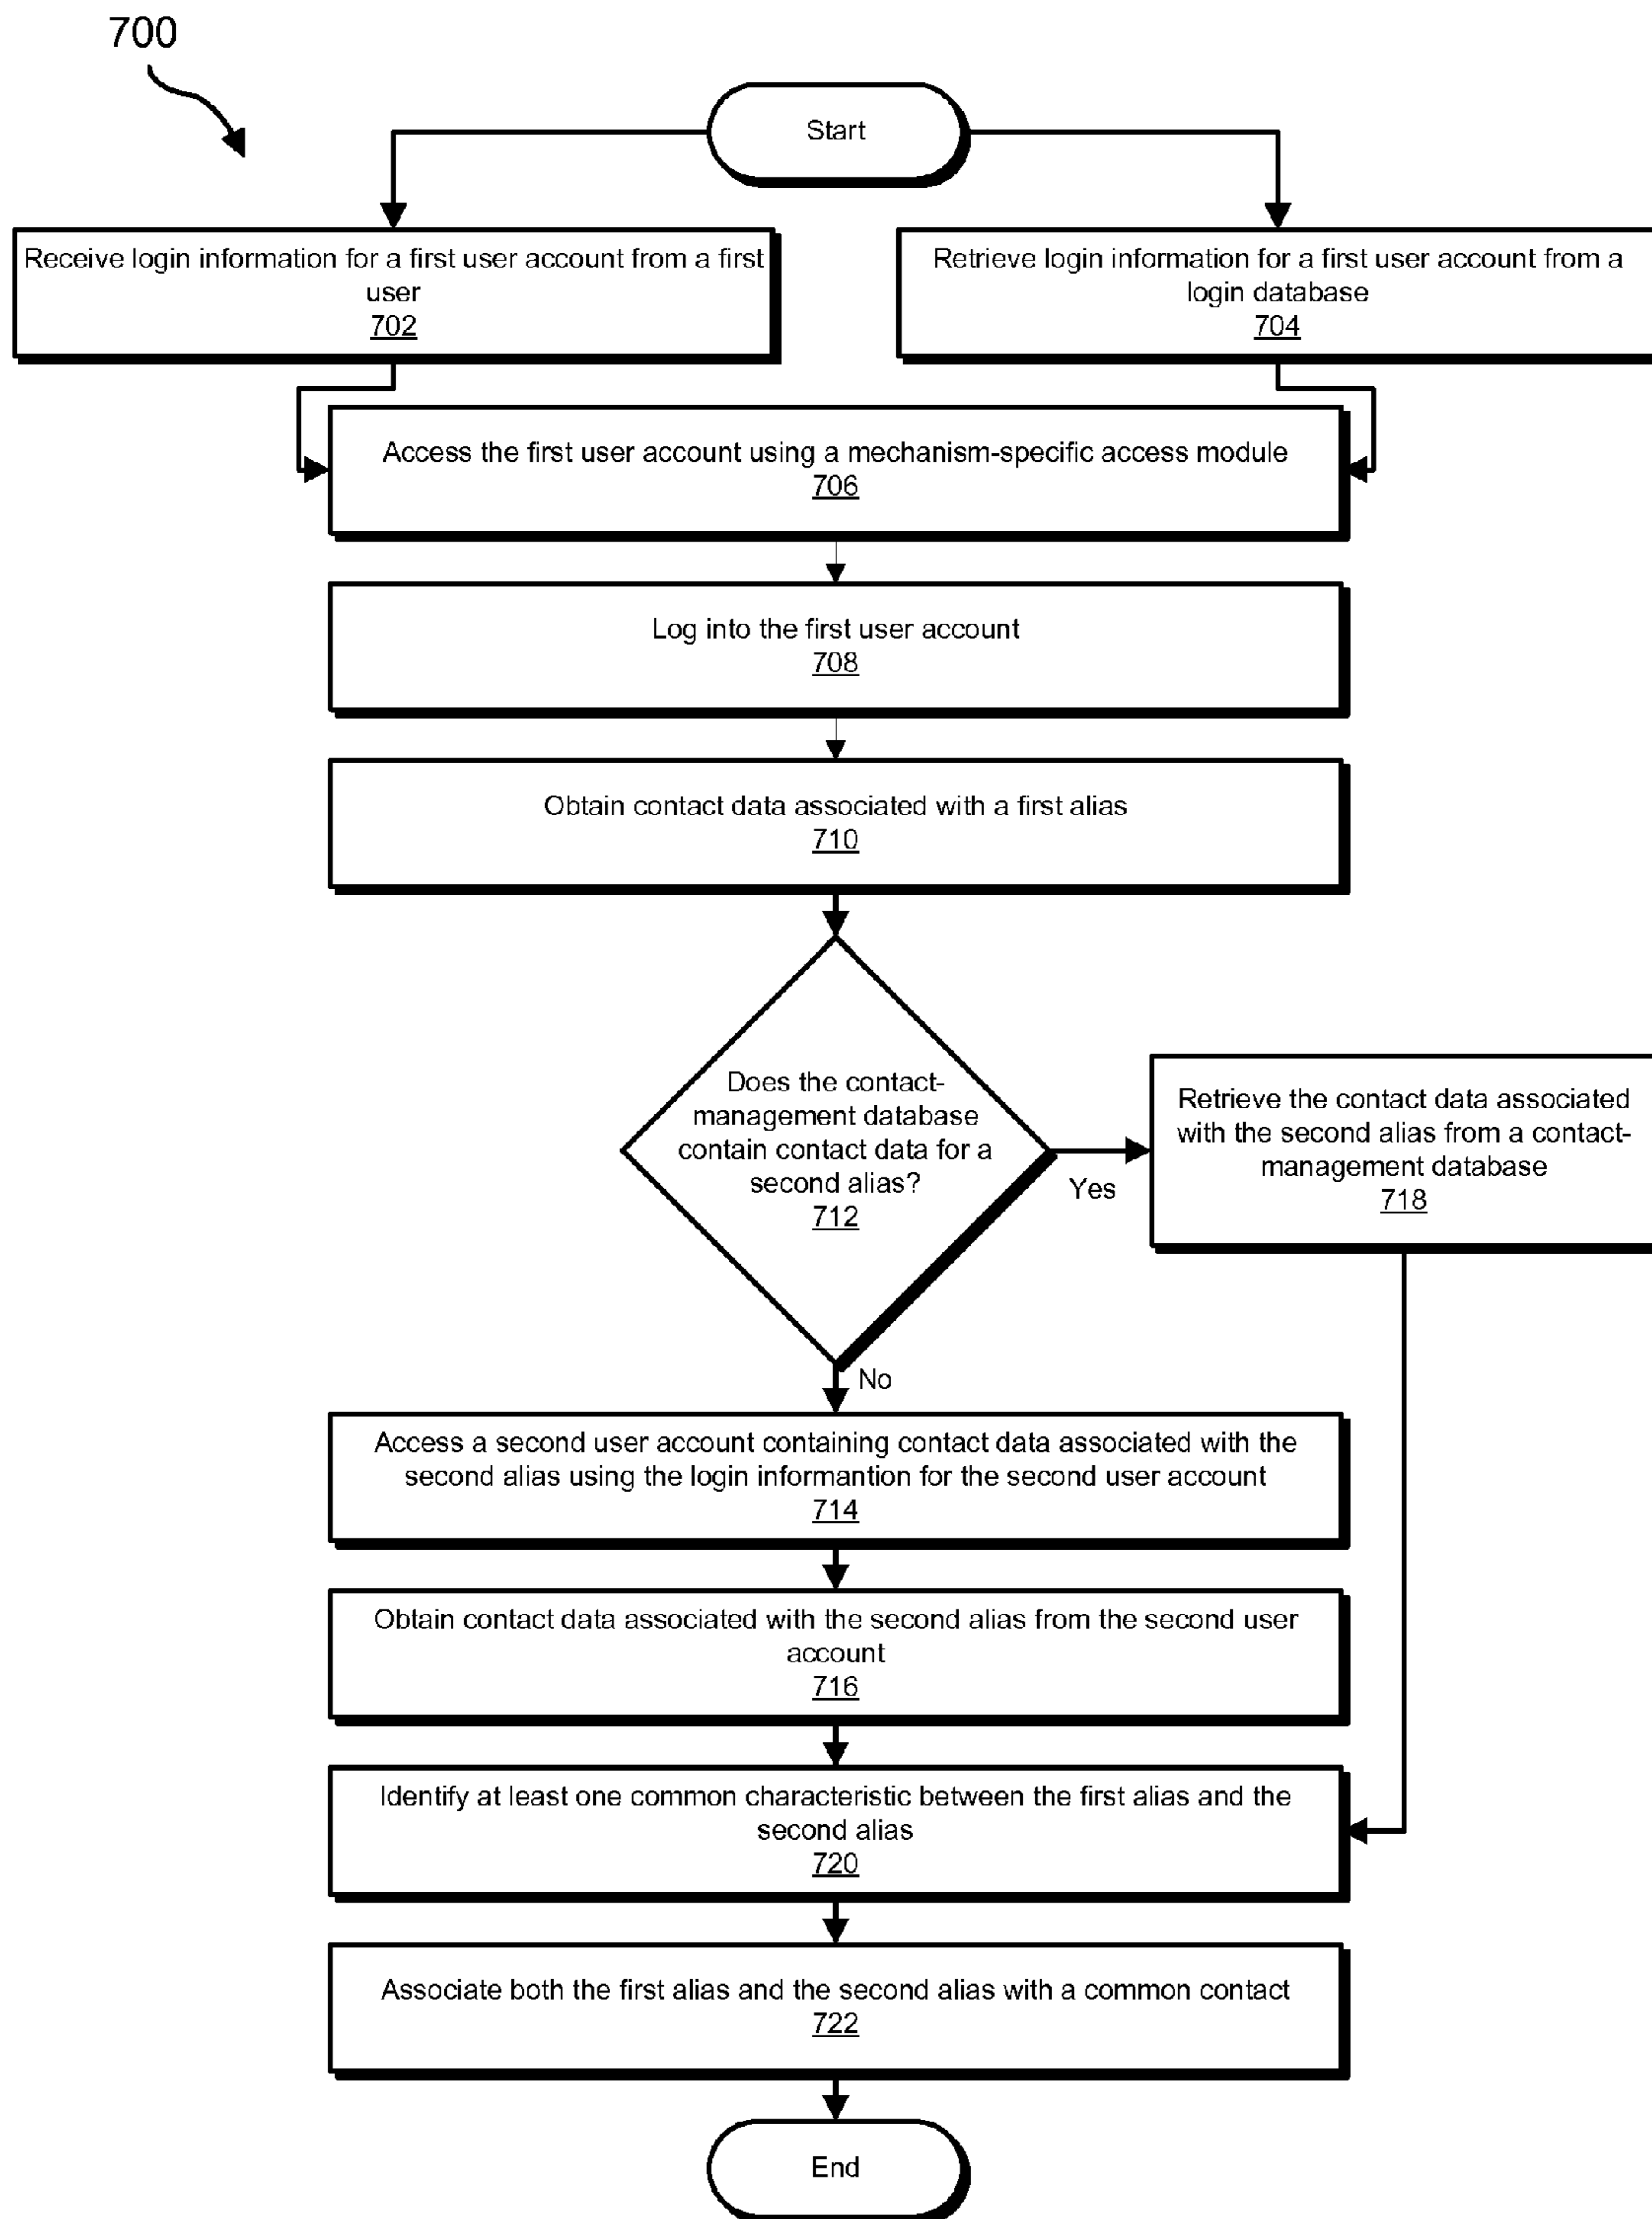 700
Start
Receive login information for a first user account from a first
user
702
Retrieve login information for a first user account from a
login database
704
Access the first user account using a mechanism-specific access module
706
Log into the first user account
708
Obtain contact data associated with a first alias
710
Does the contact-
management database
contain contact data for a
second alias?
712
Yes
Retrieve the contact data associated
with the second alias from a contact-
management database
718
No
Access a second user account containing contact data associated with the
second alias using the login informantion for the second user account
714
Obtain contact data associated with the second alias from the second user
account
716
Identify at least one common characteristic between the first alias and the
second alias
720
Associate both the first alias and the second alias with a common contact
722
End